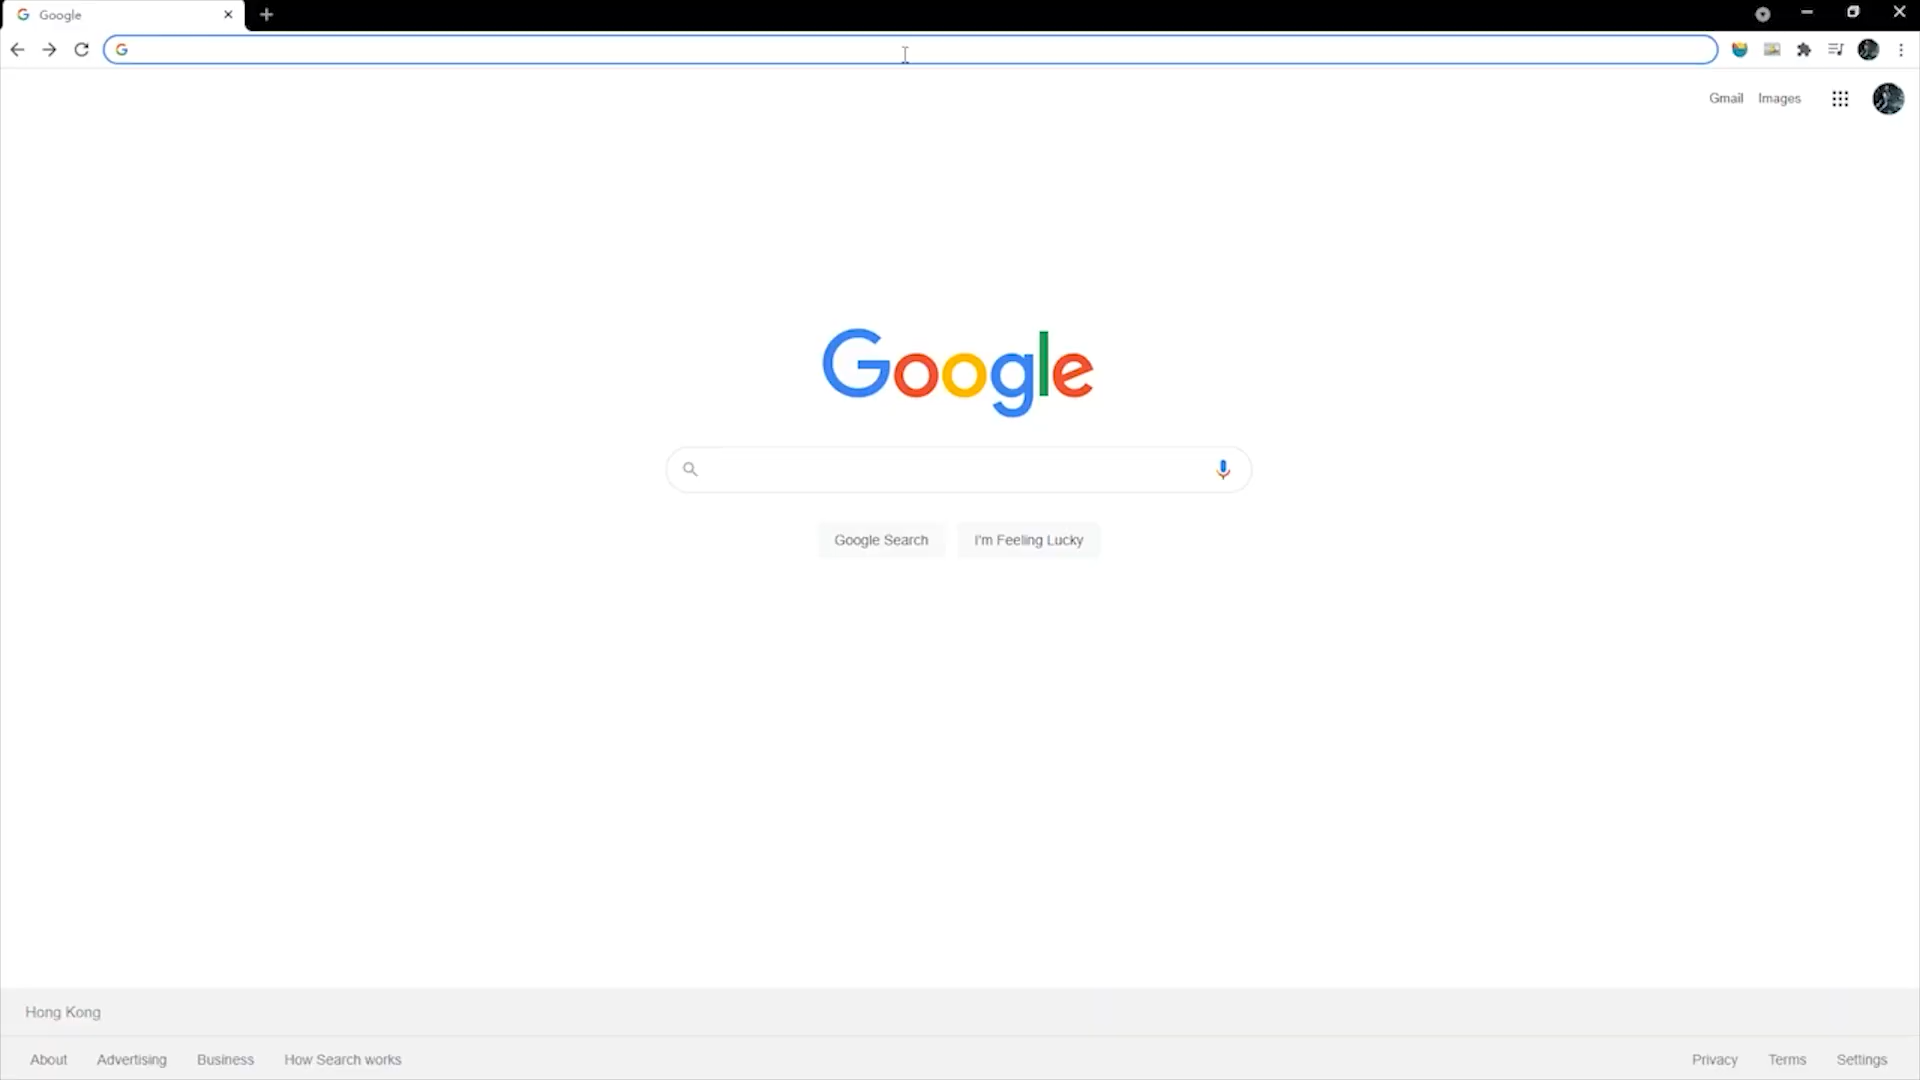 Google
Gmail Images
Google
Google Search I'm Feeling Lucky
Hong Kong
About Advertising Business How Search works Privacy Terms Settings